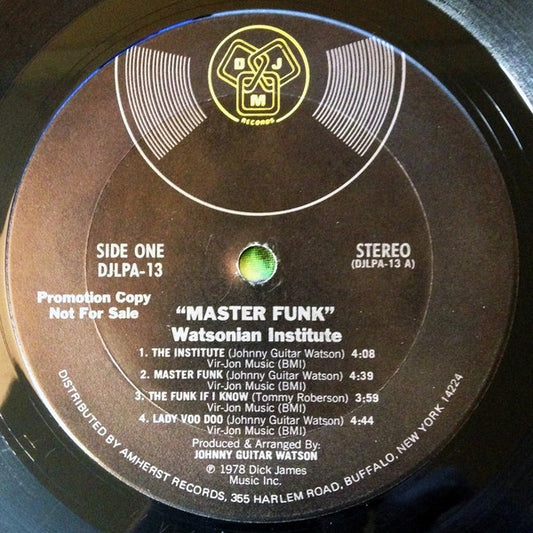 D J M
RECORDS
SIDE ONE
DJLPA-13
STEREO
(DJLPA-13 A)
Promotion Copy
Not For Sale
"MASTER FUNK"
Watsonian Institute
1. THE INSTITUTE (Johnny Guitar Watson) 4:08
Vir-Jon Music (BMI)
2. MASTER FUNK (Johnny Guitar Watson) 4:39
Vir-Jon Music (BMI)
3. THE FUNK IF I KNOW (Tommy Roberson) 3:59
Vir-Jon Music (BMI)
4. LADY VOO DOO (Johnny Guitar Watson) 4:44
Vir-Jon Music (BMI)
Produced & Arranged By:
JOHNNY GUITAR WATSON
℗ 1978 Dick James
Music Inc.
DISTRIBUTED BY AMHERST RECORDS, 355 HARLEM ROAD, BUFFALO, NEW YORK 14224